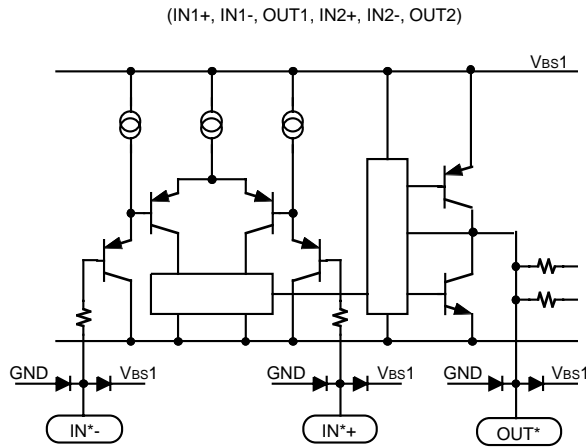 (IN1+, IN1-, OUT1, IN2+, IN2-, OUT2)
VBS1
GND VBS1 GND VBS1 GND VBS1
IN*- IN*+ OUT*